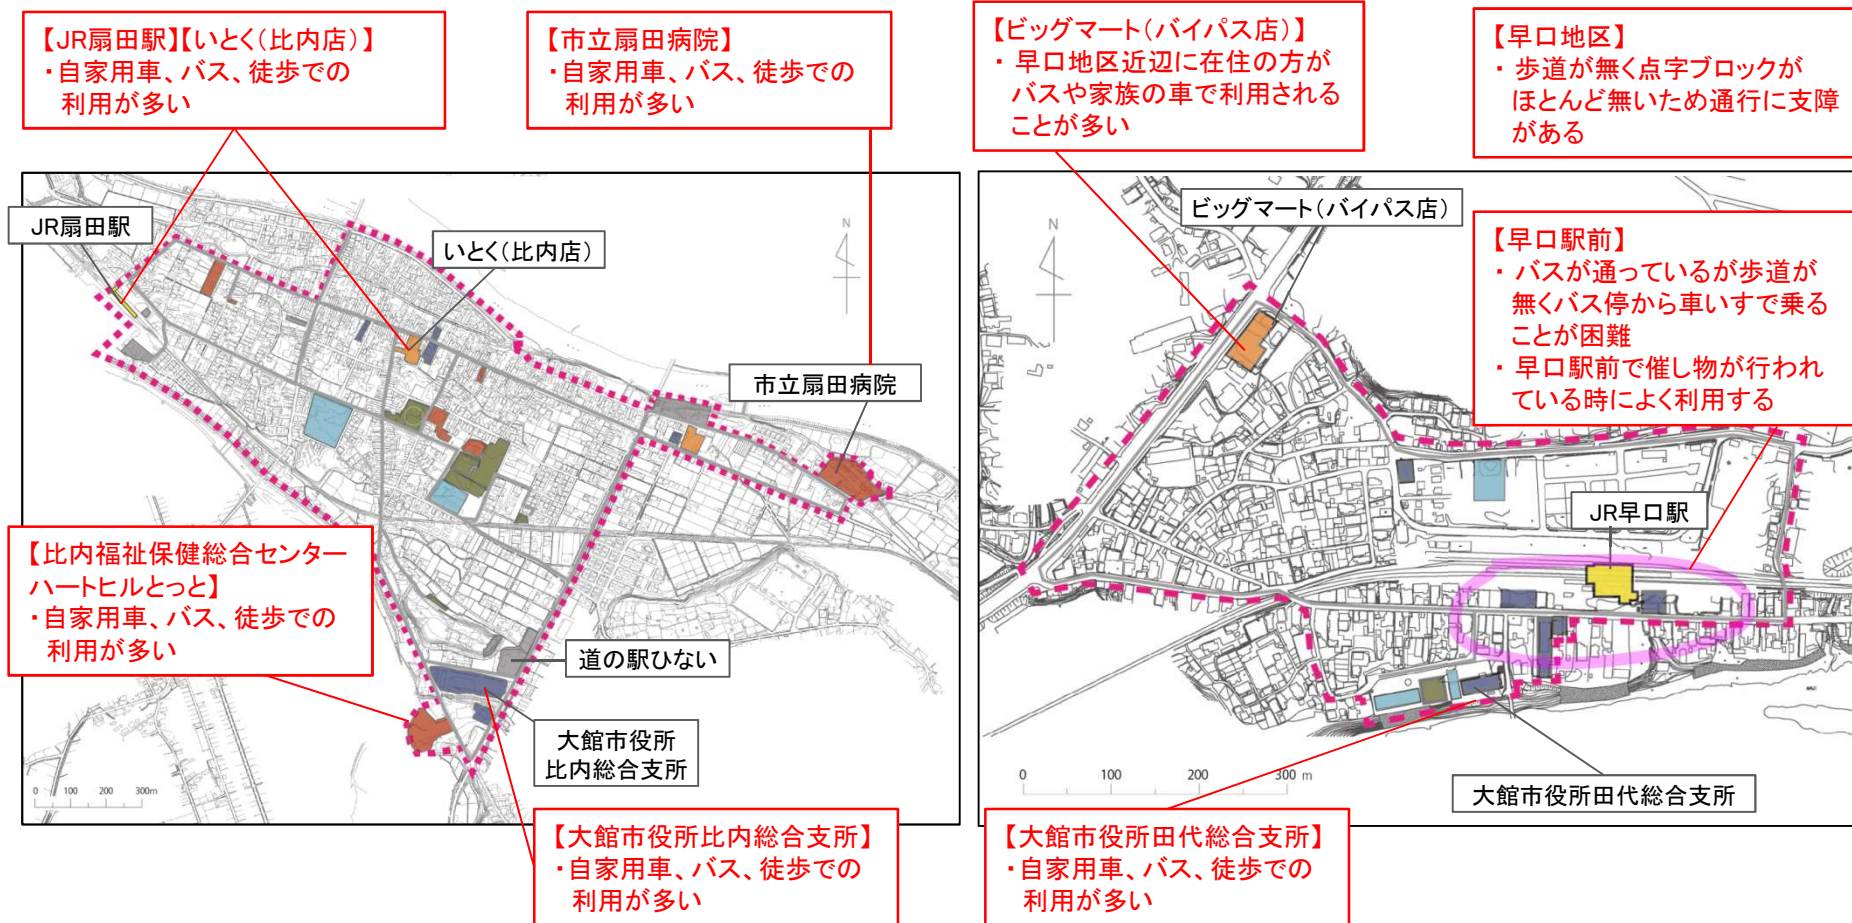 【JR扇田駅】【いとく（比内店）】
・自家用車、バス、徒歩での
利用が多い
【市立扇田病院】
・自家用車、バス、徒歩での
利用が多い
【ビッグマート（バイパス店）】
・ 早口地区近辺に在住の方が
バスや家族の車で利用される
ことが多い
【早口地区】
・ 歩道が無く点字ブロックが
ほとんど無いため通行に支障
がある
JR扇田駅
いとく（比内店）
N
市立扇田病院
【比内福祉保健総合センター
ハートヒルとっと】
・自家用車、バス、徒歩での
利用が多い
道の駅ひない
大館市役所
比内総合支所
0 100 200 300m
【大館市役所比内総合支所】
・自家用車、バス、徒歩での
利用が多い
ビッグマート（バイパス店）
N
【早口駅前】
・ バスが通っているが歩道が
無くバス停から車いすで乗る
ことが困難
・ 早口駅前で催し物が行われ
ている時によく利用する
JR早口駅
0 100 200 300 m
大館市役所田代総合支所
【大館市役所田代総合支所】
・自家用車、バス、徒歩での
利用が多い